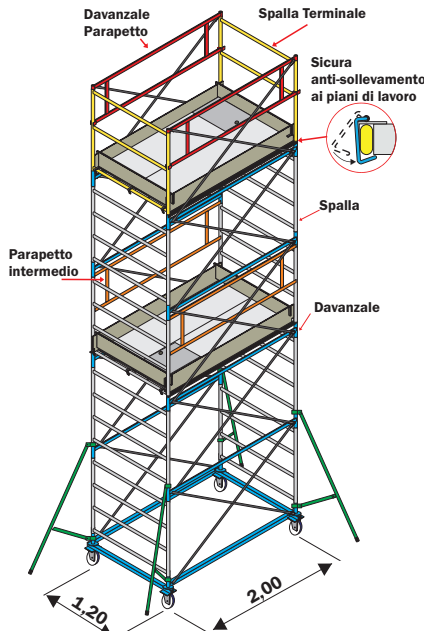 Davanzale
Parapetto
Spalla Terminale
Sicura
anti-sollevamento
ai piani di lavoro
Spalla
Parapetto
intermedio
Davanzale
1,20
2,00